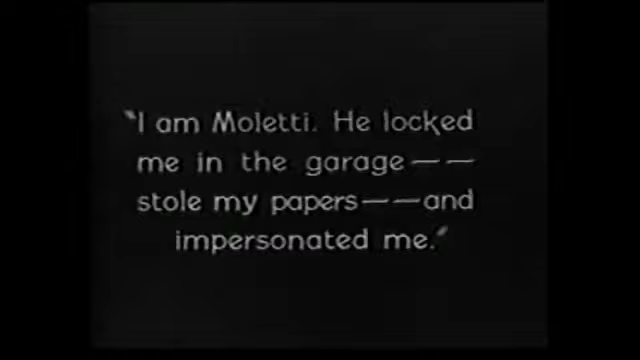 "I am Moletti. He locked
me in the garage — —
stole my papers — — and
impersonated me."